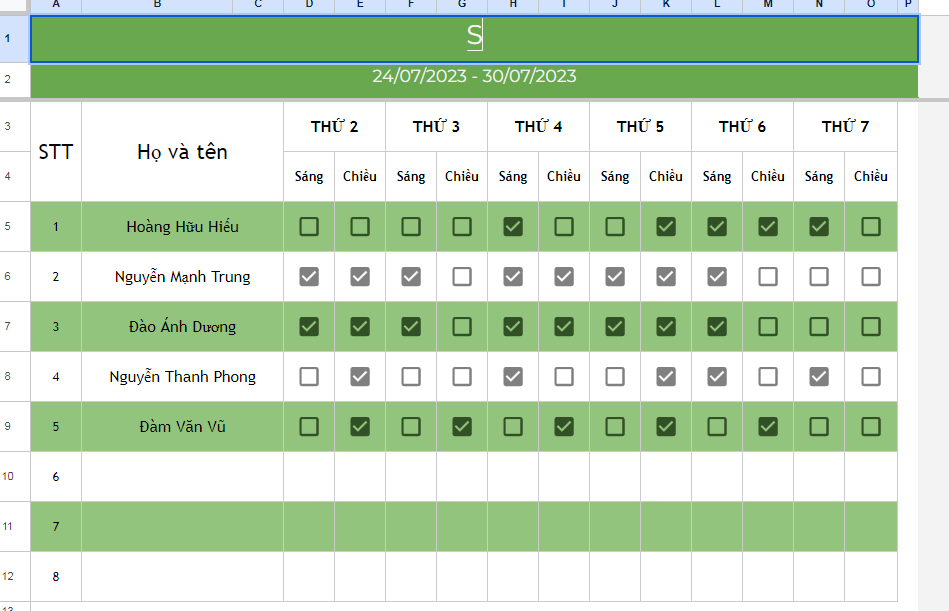 A B C D E F G H I J K L M N O P
1 S
2 24/07/2023 - 30/07/2023
3 STT Họ và tên THỨ 2 THỨ 3 THỨ 4 THỨ 5 THỨ 6 THỨ 7
4 Sáng Chiều Sáng Chiều Sáng Chiều Sáng Chiều Sáng Chiều Sáng Chiều
5 1 Hoàng Hữu Hiếu
6 2 Nguyễn Mạnh Trung
7 3 Đào Ánh Dương
8 4 Nguyễn Thanh Phong
9 5 Đàm Văn Vũ
10 6
11 7
12 8
13